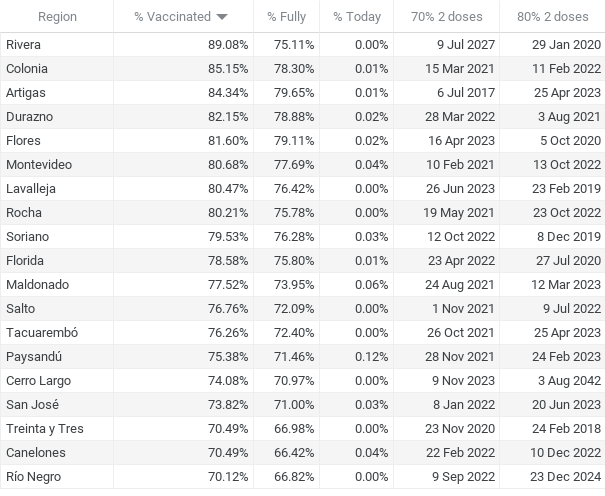 Region % Vaccinated % Fully % Today 70% 2 doses 80% 2 doses
Rivera 89.08% 75.11% 0.00% 9 Jul 2027 29 Jan 2020
Colonia 85.15% 78.30% 0.01% 15 Mar 2021 11 Feb 2022
Artigas 84.34% 79.65% 0.01% 6 Jul 2017 25 Apr 2023
Durazno 82.15% 78.88% 0.02% 28 Mar 2022 3 Aug 2021
Flores 81.60% 79.11% 0.02% 16 Apr 2023 5 Oct 2020
Montevideo 80.68% 77.69% 0.04% 10 Feb 2021 13 Oct 2022
Lavalleja 80.47% 76.42% 0.00% 26 Jun 2023 23 Feb 2019
Rocha 80.21% 75.78% 0.00% 19 May 2021 23 Oct 2022
Soriano 79.53% 76.28% 0.03% 12 Oct 2022 8 Dec 2019
Florida 78.58% 75.80% 0.01% 23 Apr 2022 27 Jul 2020
Maldonado 77.52% 73.95% 0.06% 24 Aug 2021 12 Mar 2023
Salto 76.76% 72.09% 0.00% 1 Nov 2021 9 Jul 2022
Tacuarembó 76.26% 72.40% 0.00% 26 Oct 2021 25 Apr 2023
Paysandú 75.38% 71.46% 0.12% 28 Nov 2021 24 Feb 2023
Cerro Largo 74.08% 70.97% 0.00% 9 Nov 2023 3 Aug 2042
San José 73.82% 71.00% 0.03% 8 Jan 2022 20 Jun 2023
Treinta y Tres 70.49% 66.98% 0.00% 23 Nov 2020 24 Feb 2018
Canelones 70.49% 66.42% 0.04% 22 Feb 2022 10 Dec 2022
Río Negro 70.12% 66.82% 0.00% 9 Sep 2022 23 Dec 2024